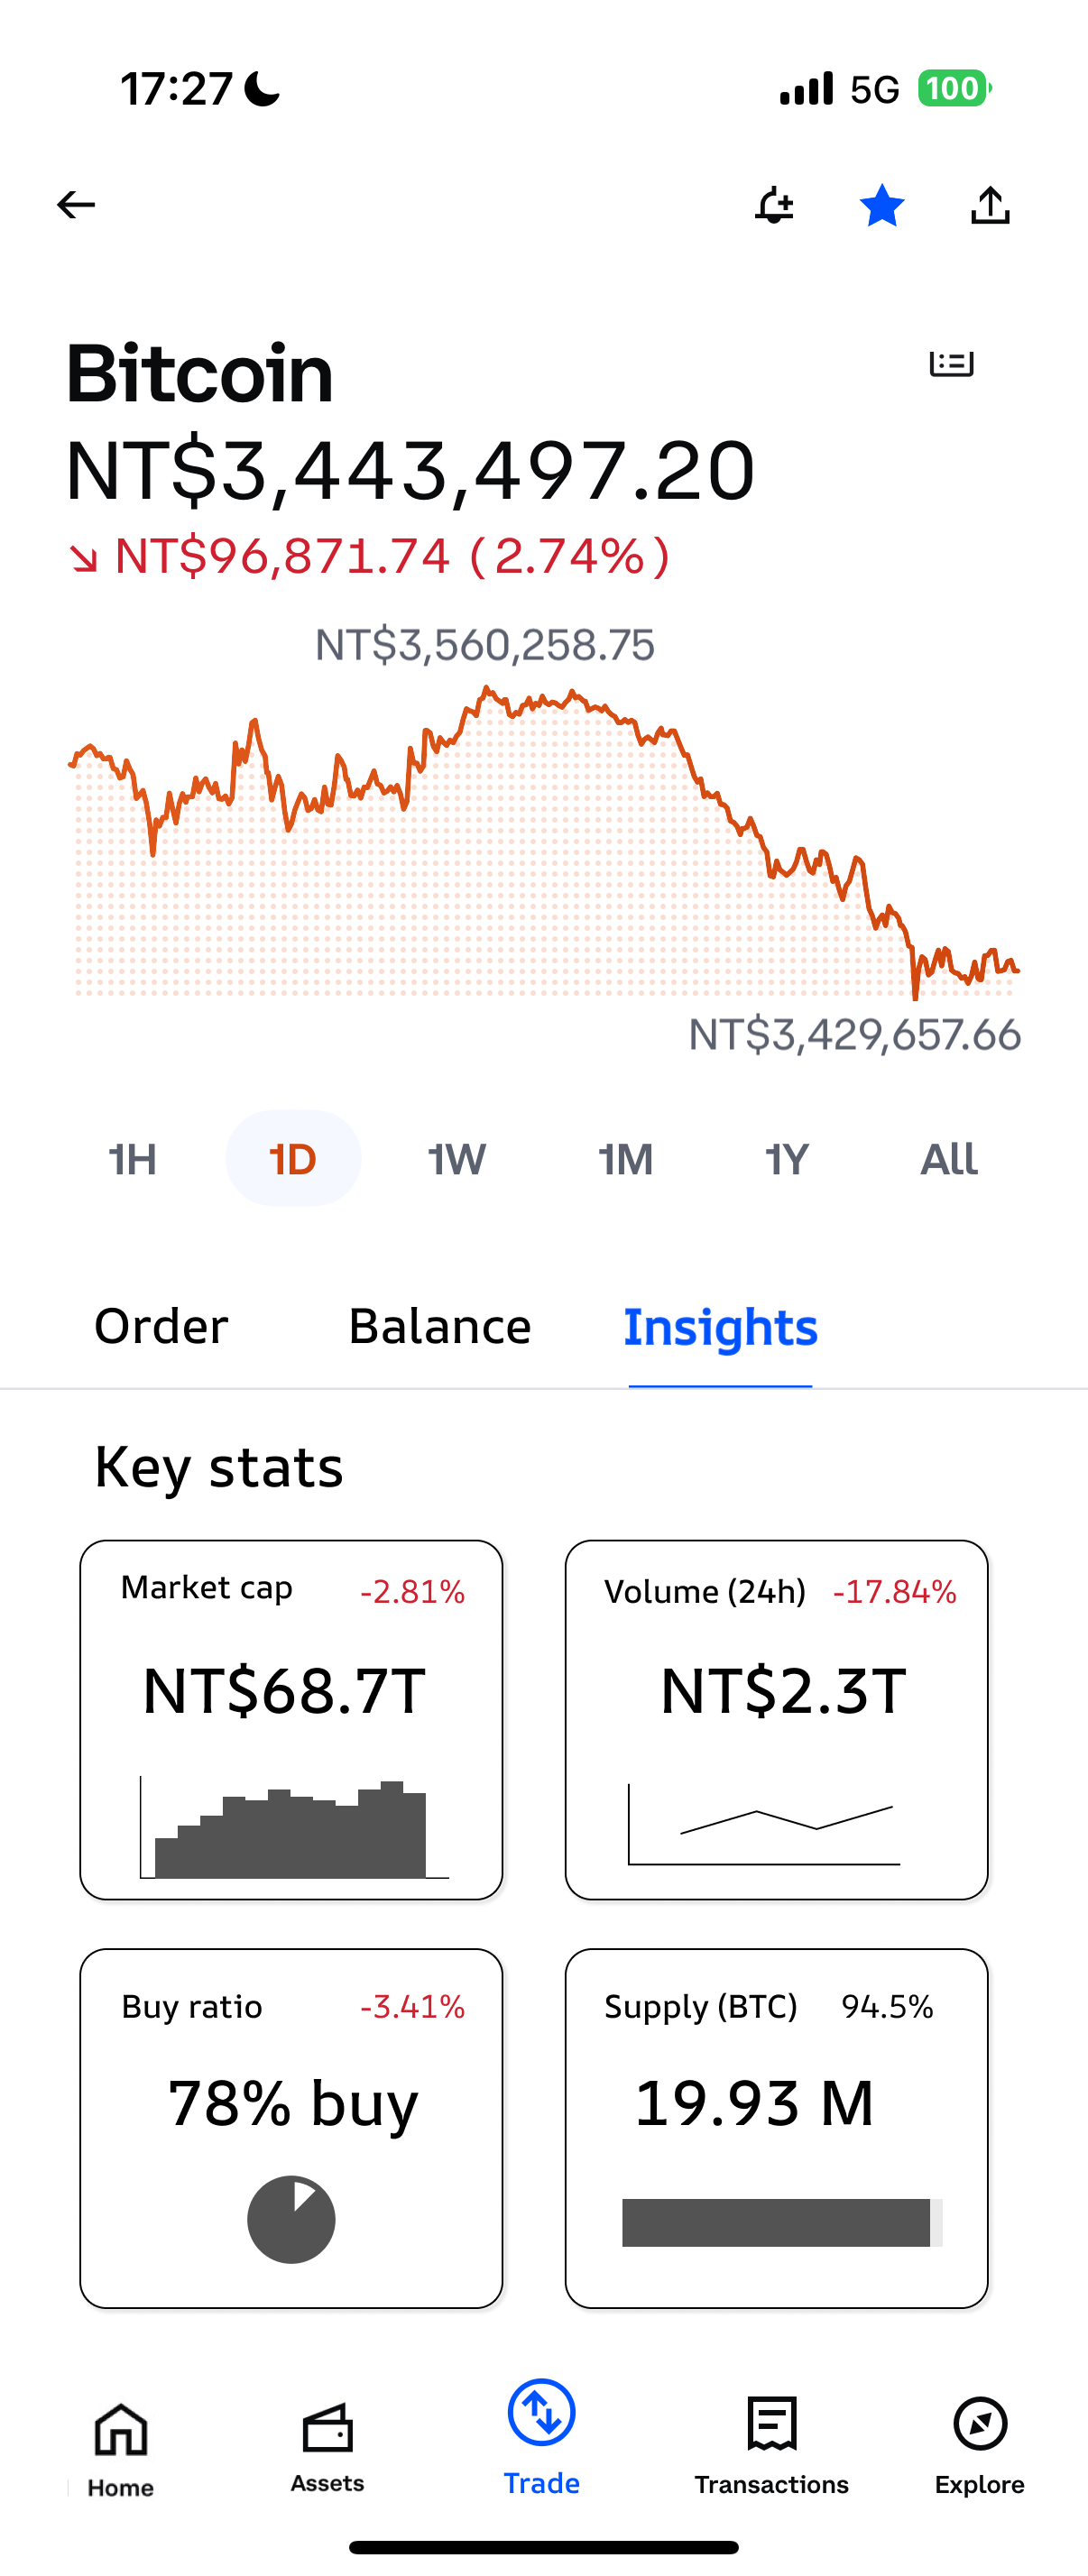 17:27 5G 100
Bitcoin
NT$3,443,497.20
↘ NT$96,871.74 (2.74%)
NT$3,560,258.75
NT$3,429,657.66
1H 1D 1W 1M 1Y All
Order Balance Insights
Key stats
Market cap -2.81%
NT$68.7T
Volume (24h) -17.84%
NT$2.3T
Buy ratio -3.41%
78% buy
Supply (BTC) 94.5%
19.93 M
Home Assets Trade Transactions Explore